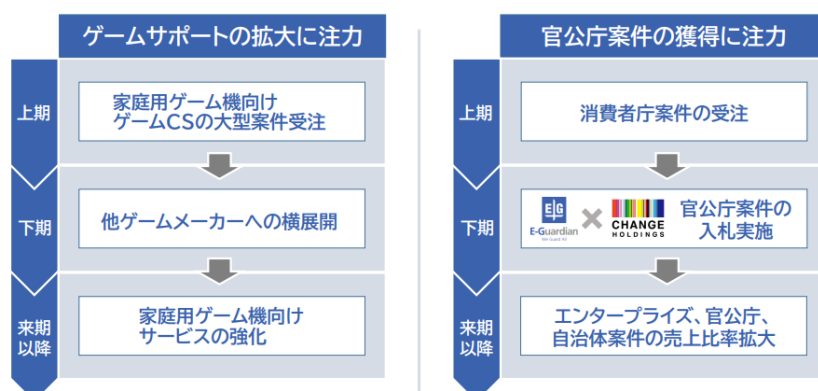 ゲームサポートの拡大に注力
上期
家庭用ゲーム機向け
ゲームCSの大型案件受注
下期
他ゲームメーカーへの横展開
来期
以降
家庭用ゲーム機向け
サービスの強化
官公庁案件の獲得に注力
上期
消費者庁案件の受注
下期
EG
E-Guardian
We Guard All
×
CHANGE
HOLDINGS
官公庁案件の
入札実施
来期
以降
エンタープライズ、官公庁、
自治体案件の売上比率拡大